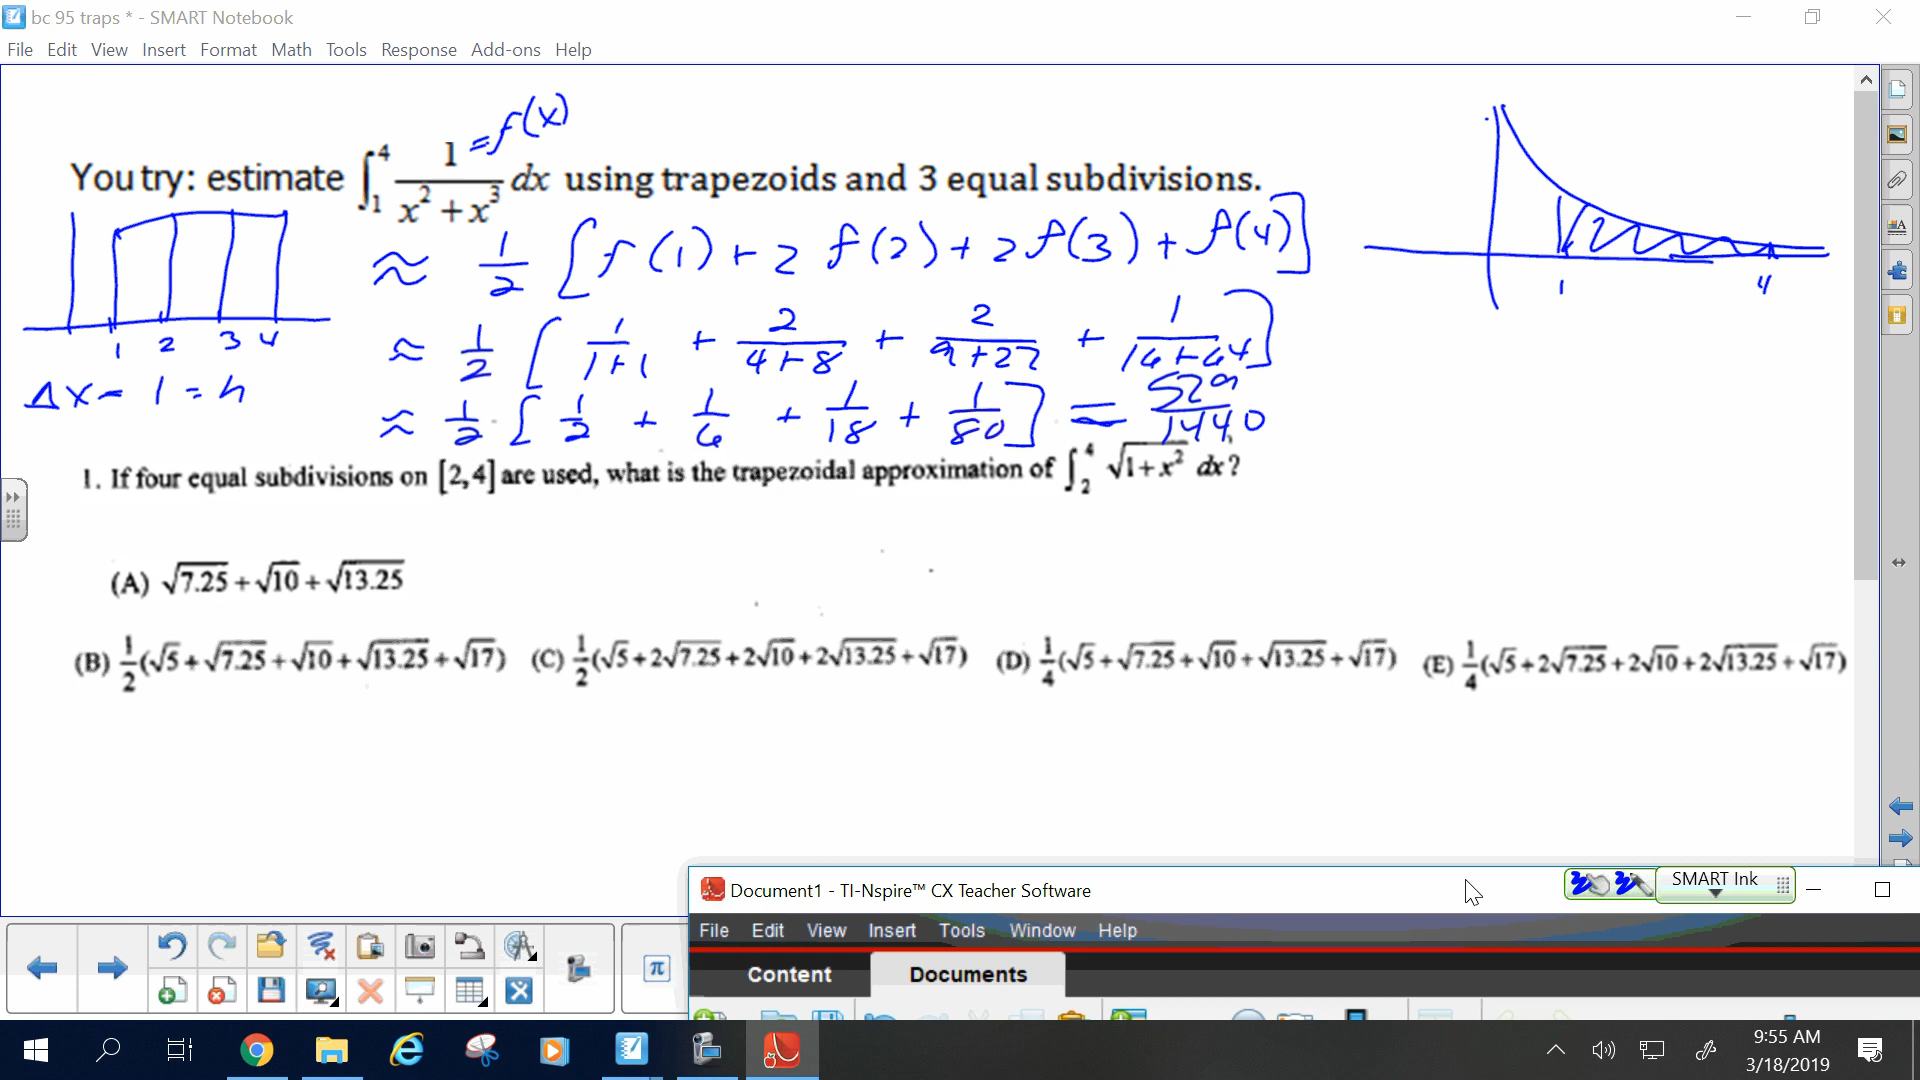 bc 95 traps * - SMART Notebook
File Edit View Insert Format Math Tools Response Add-ons Help
= f(x)
You try: estimate ∫₁⁴ 1/(x² + x³) dx using trapezoids and 3 equal subdivisions.
≈ 1/2 [f(1) + 2 f(2) + 2 f(3) + f(4)]
≈ 1/2 [1/(1+1) + 2/(4+8) + 2/(9+27) + 1/(16+64)]
1 2 3 4
1 4
Δx = 1 = h
≈ 1/2 [1/2 + 1/6 + 1/18 + 1/80] = 529/1440
1. If four equal subdivisions on [2,4] are used, what is the trapezoidal approximation of ∫₂⁴ √(1+x²) dx?
(A) √7.25 + √10 + √13.25
(B) 1/2(√5 + √7.25 + √10 + √13.25 + √17) (C) 1/2(√5 + 2√7.25 + 2√10 + 2√13.25 + √17) (D) 1/4(√5 + √7.25 + √10 + √13.25 + √17) (E) 1/4(√5 + 2√7.25 + 2√10 + 2√13.25 + √17)
Document1 - TI-Nspire™ CX Teacher Software
SMART Ink
File Edit View Insert Tools Window Help
Content Documents
π
9:55 AM
3/18/2019